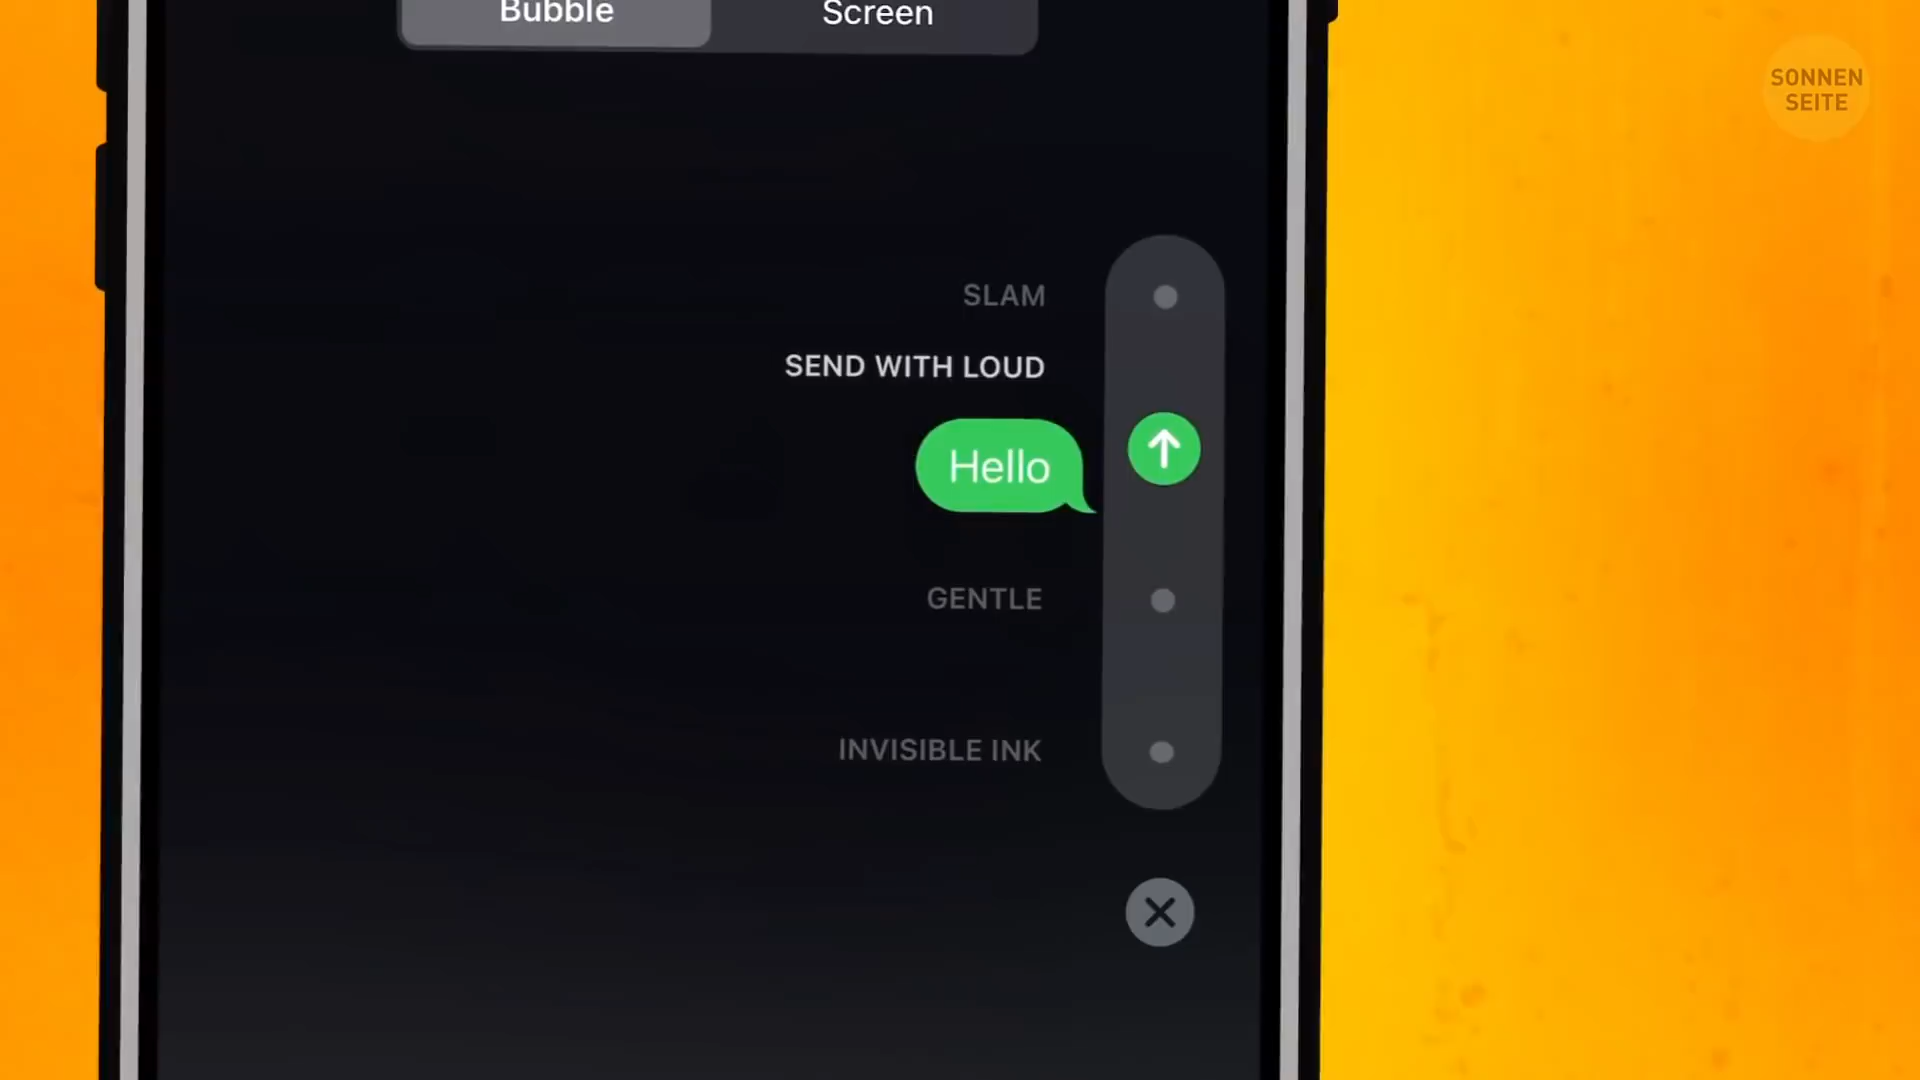 Bubble
Screen
SONNEN
SEITE
SLAM
SEND WITH LOUD
Hello
GENTLE
INVISIBLE INK